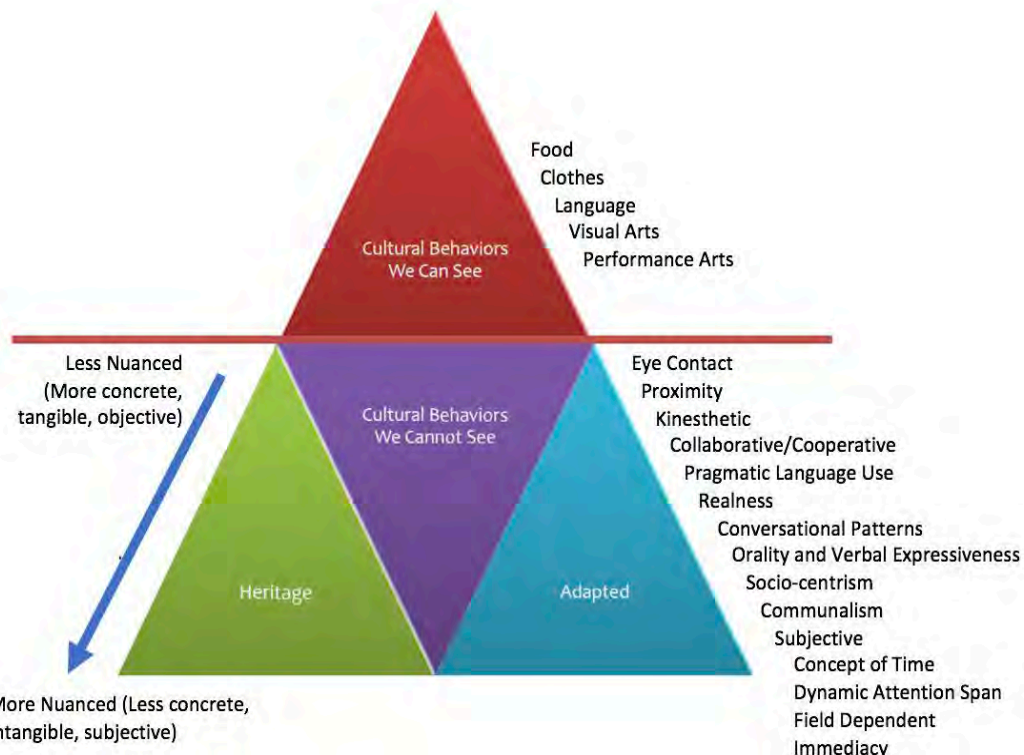 Food
Clothes
Language
Visual Arts
Performance Arts
Cultural Behaviors
We Can See
Less Nuanced
(More concrete,
tangible, objective)
Cultural Behaviors
We Cannot See
Heritage
Adapted
Eye Contact
Proximity
Kinesthetic
Collaborative/Cooperative
Pragmatic Language Use
Realness
Conversational Patterns
Orality and Verbal Expressiveness
Socio-centrism
Communalism
Subjective
Concept of Time
Dynamic Attention Span
Field Dependent
Immediacy
More Nuanced (Less concrete,
ntangible, subjective)